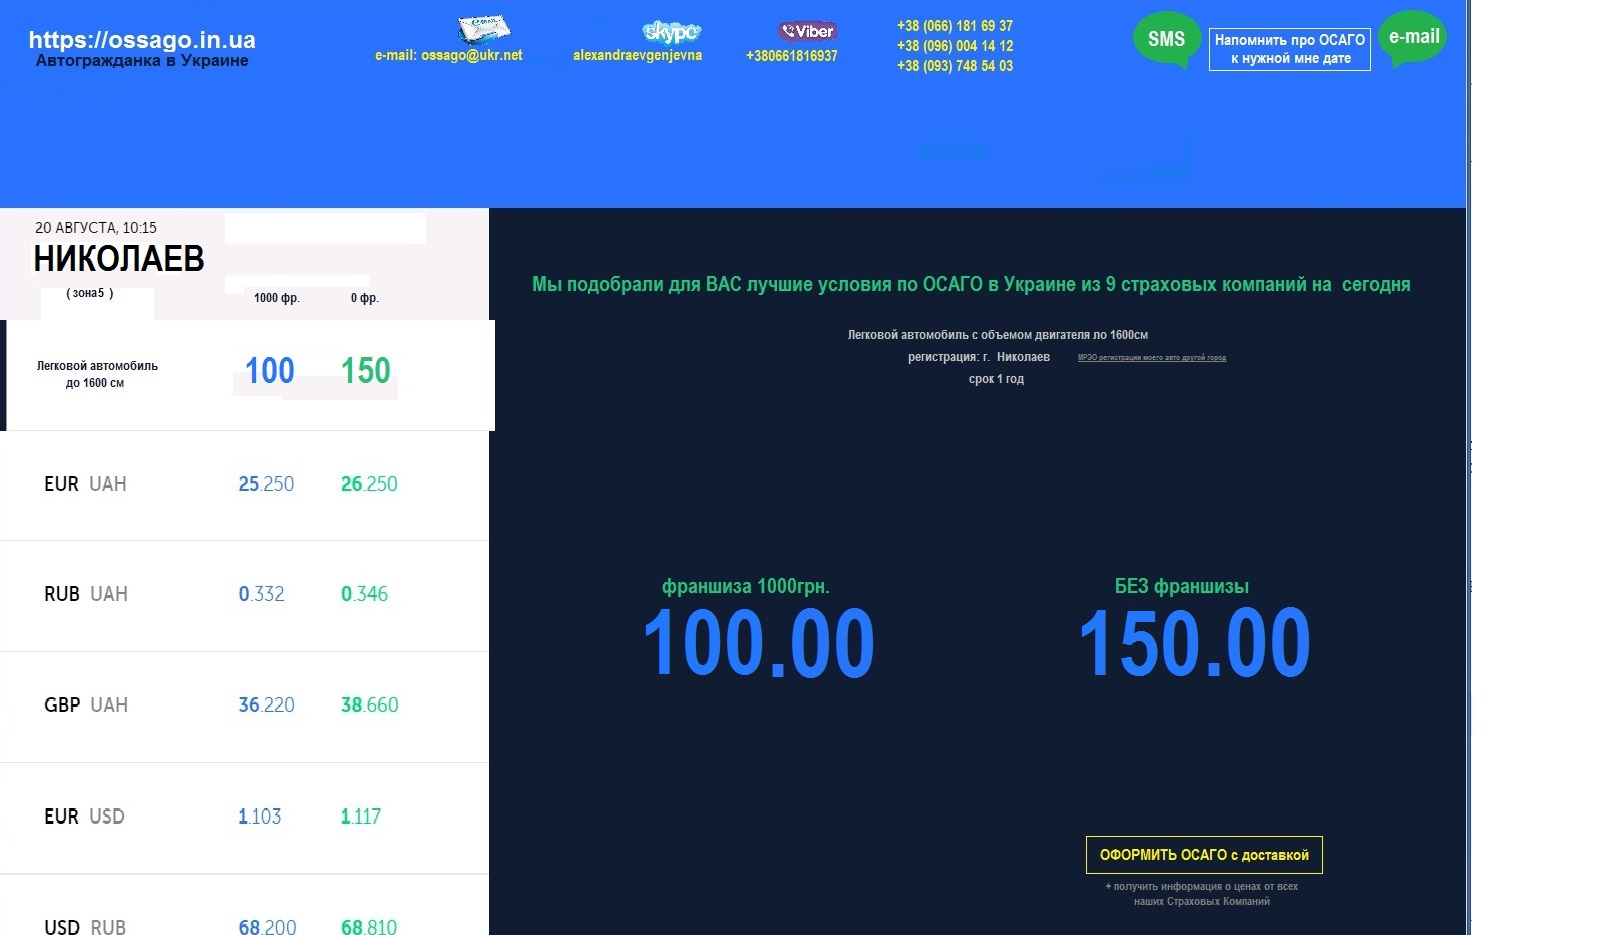 https://ossago.in.ua
Автогражданка в Украине
e-mail: ossago@ukr.net
skype
alexandraevgenjevna
Viber
+380661816937
+38 (066) 181 69 37
+38 (096) 004 14 12
+38 (093) 748 54 03
SMS
Напомнить про ОСАГО
к нужной мне дате
e-mail
20 АВГУСТА, 10:15
НИКОЛАЕВ
( зона5 )
1000 фр. 0 фр.
Легковой автомобиль
до 1600 см
100 150
EUR UAH 25.250 26.250
RUB UAH 0.332 0.346
GBP UAH 36.220 38.660
EUR USD 1.103 1.117
USD RUB 68.200 68.810
Мы подобрали для ВАС лучшие условия по ОСАГО в Украине из 9 страховых компаний на сегодня
Легковой автомобиль с объемом двигателя ло 1600см
регистрация: г. Николаев МРЭО регистрации моего авто другой город
срок 1 год
франшиза 1000грн. БЕЗ франшизы
100.00 150.00
ОФОРМИТЬ ОСАГО с доставкой
+ получить информация о ценах от всех
наших Страховых Компаний